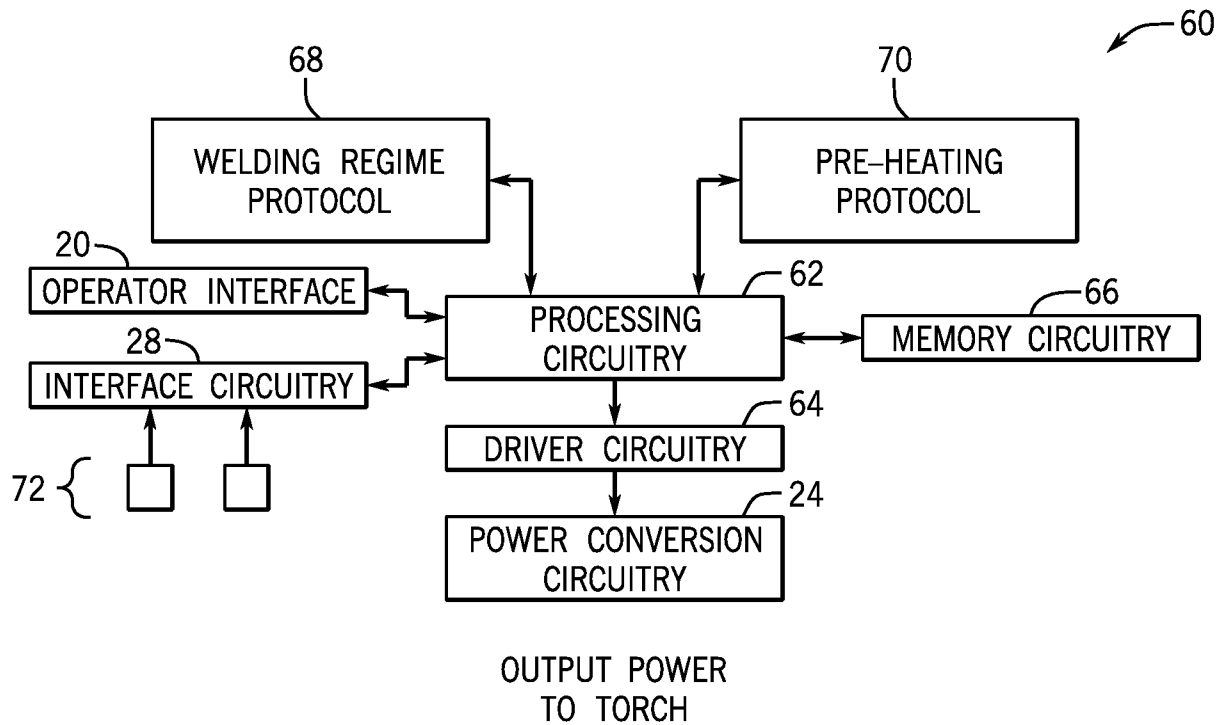 60
68
70
WELDING REGIME
PROTOCOL
PRE–HEATING
PROTOCOL
20
OPERATOR INTERFACE
62
PROCESSING
CIRCUITRY
66
MEMORY CIRCUITRY
28
INTERFACE CIRCUITRY
64
DRIVER CIRCUITRY
72
24
POWER CONVERSION
CIRCUITRY
OUTPUT POWER
TO TORCH